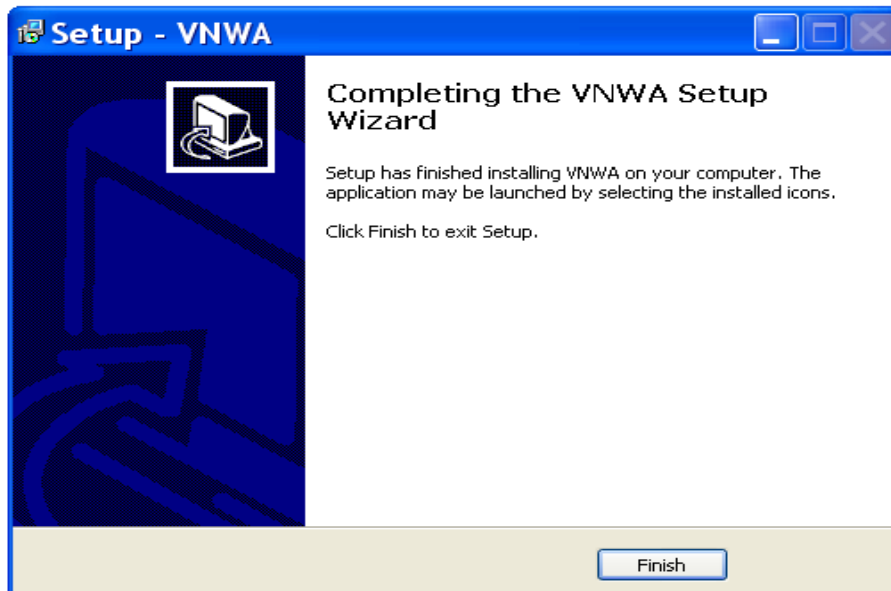 Setup - VNWA
Completing the VNWA Setup
Wizard
Setup has finished installing VNWA on your computer. The
application may be launched by selecting the installed icons.
Click Finish to exit Setup.
Finish